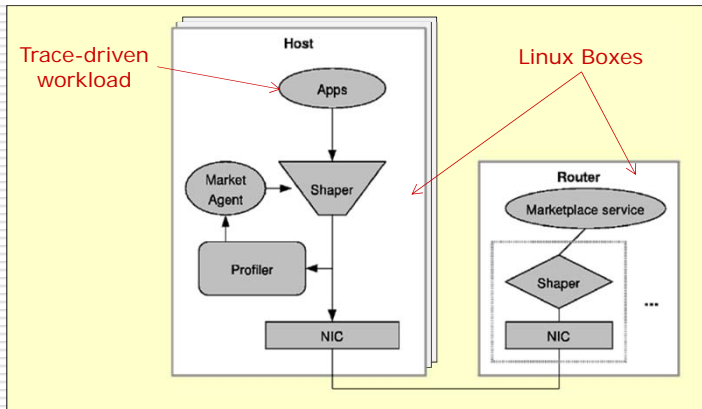 Trace-driven
workload
Linux Boxes
Host
Apps
Market
Agent
Shaper
Profiler
NIC
Router
Marketplace service
Shaper
...
NIC